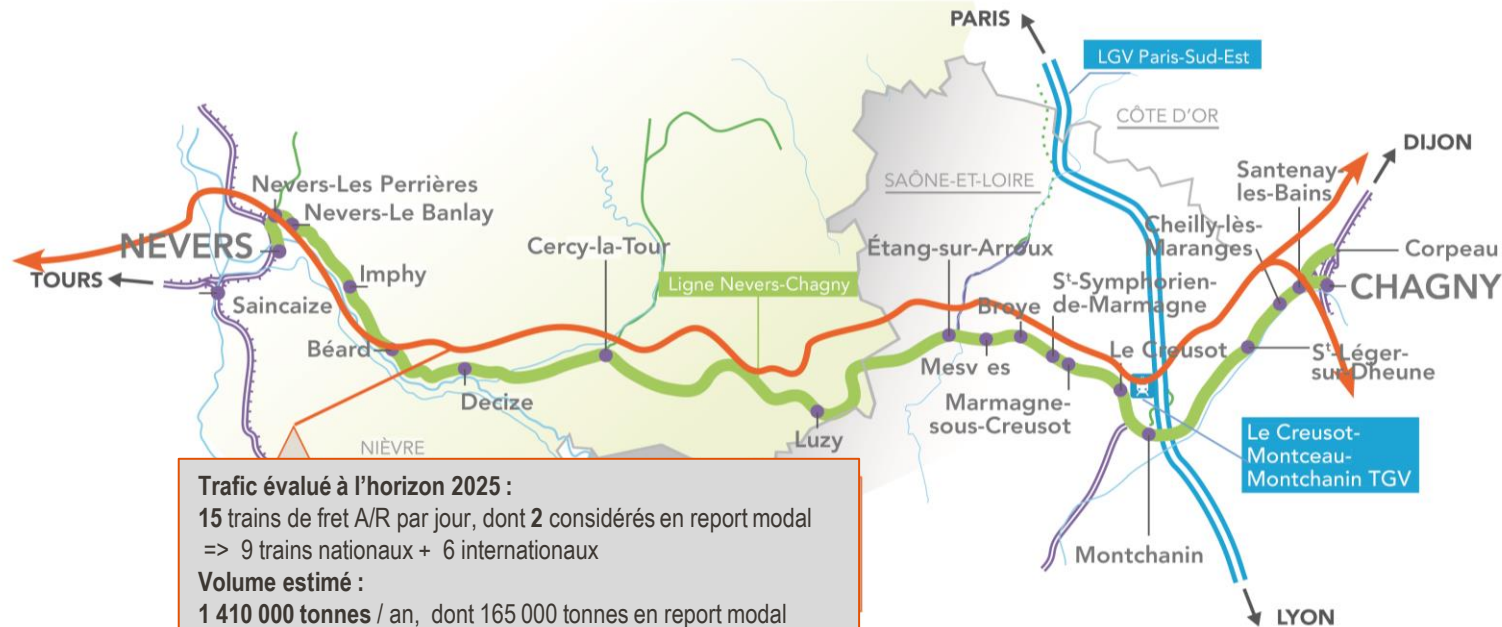 PARIS
LGV Paris-Sud-Est
CÔTE D'OR
DIJON
Santenay-
les-Bains
SAÔNE-ET-LOIRE
Nevers-Les Perrières
Nevers-Le Banlay
Cheilly-lès-
Maranges
NEVERS
Cercy-la-Tour
Étang-sur-Arroux
Corpeau
TOURS
Imphy
Ligne Nevers-Chagny
St-Symphorien-
de-Marmagne
CHAGNY
Saincaize
Broye
Béard
Le Creusot
St-Léger-
sur-Dheune
Mesv es
Decize
Marmagne-
sous-Creusot
Luzy
Le Creusot-
Montceau-
Montchanin TGV
NIÈVRE
Montchanin
LYON
Trafic évalué à l'horizon 2025 :
15 trains de fret A/R par jour, dont 2 considérés en report modal
=> 9 trains nationaux + 6 internationaux
Volume estimé :
1 410 000 tonnes / an, dont 165 000 tonnes en report modal